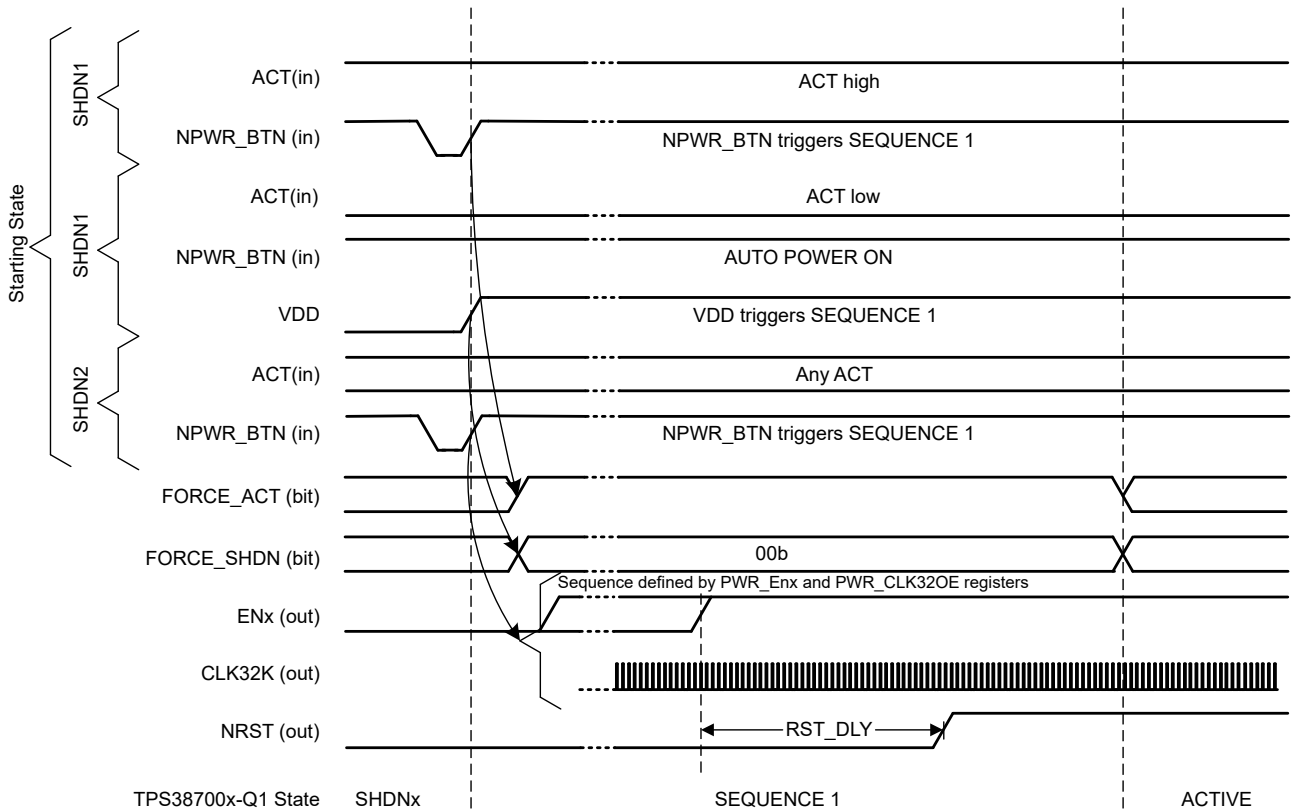 Starting State
SHDN1
SHDN1
SHDN2
ACT(in)
ACT high
NPWR_BTN (in)
NPWR_BTN triggers SEQUENCE 1
ACT(in)
ACT low
NPWR_BTN (in)
AUTO POWER ON
VDD
VDD triggers SEQUENCE 1
ACT(in)
Any ACT
NPWR_BTN (in)
NPWR_BTN triggers SEQUENCE 1
FORCE_ACT (bit)
FORCE_SHDN (bit)
00b
Sequence defined by PWR_Enx and PWR_CLK32OE registers
ENx (out)
CLK32K (out)
NRST (out)
RST_DLY
TPS38700x-Q1 State
SHDNx
SEQUENCE 1
ACTIVE